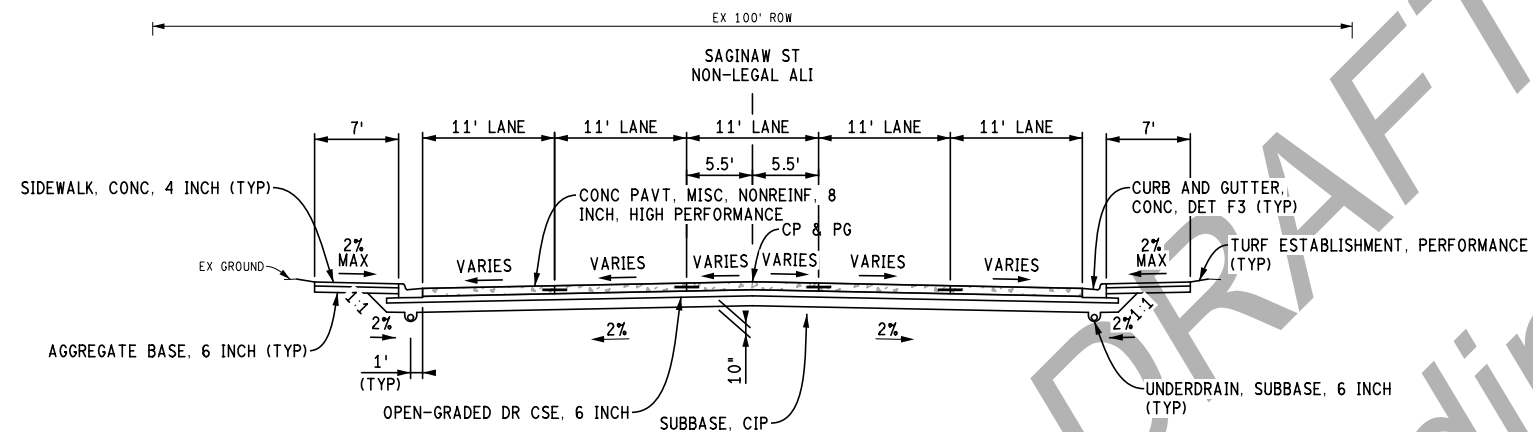 EX 100' ROW
SAGINAW ST
NON-LEGAL ALI
7'
11' LANE
11' LANE
11' LANE
11' LANE
11' LANE
7'
5.5'
5.5'
SIDEWALK, CONC, 4 INCH (TYP)
CONC PAVT, MISC, NONREINF, 8
INCH, HIGH PERFORMANCE
CURB AND GUTTER,
CONC, DET F3 (TYP)
CP & PG
2%
MAX
2%
MAX
TURF ESTABLISHMENT, PERFORMANCE
(TYP)
EX GROUND
VARIES
VARIES
VARIES
VARIES
VARIES
VARIES
1:1
1:1
2%
2%
2%
2%
AGGREGATE BASE, 6 INCH (TYP)
1'
(TYP)
10"
OPEN-GRADED DR CSE, 6 INCH
SUBBASE, CIP
UNDERDRAIN, SUBBASE, 6 INCH
(TYP)
DRAFT